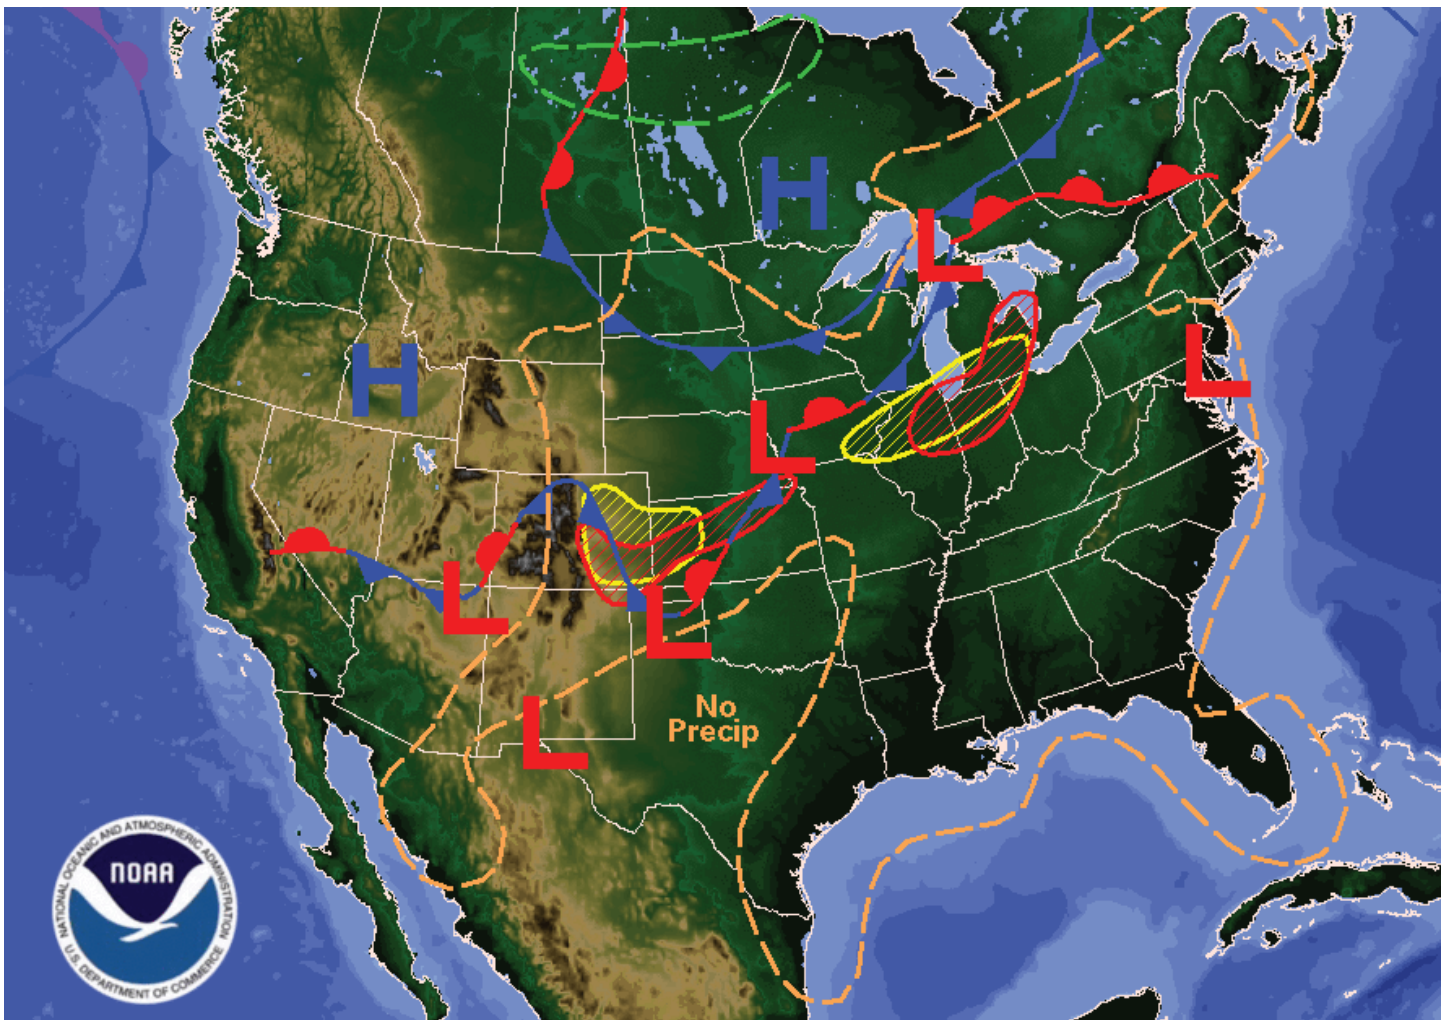 H
L
H
L
L
L
L
No
Precip
L
NATIONAL OCEANIC AND ATMOSPHERIC ADMINISTRATION
NOAA
U.S. DEPARTMENT OF COMMERCE